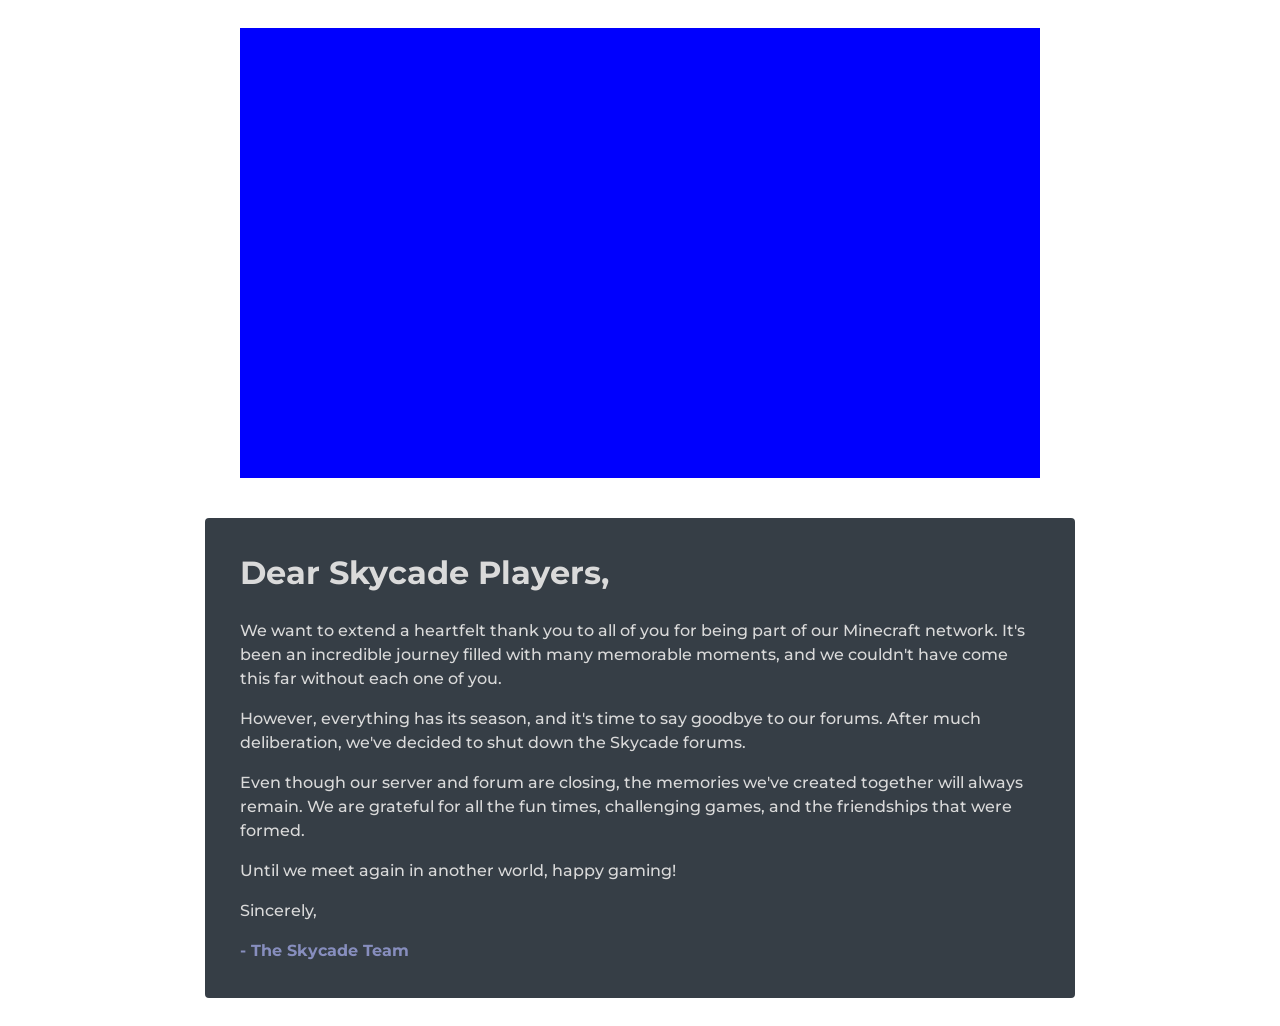 Dear Skycade Players,
We want to extend a heartfelt thank you to all of you for being part of our Minecraft network. It's
been an incredible journey filled with many memorable moments, and we couldn't have come
this far without each one of you.
However, everything has its season, and it's time to say goodbye to our forums. After much
deliberation, we've decided to shut down the Skycade forums.
Even though our server and forum are closing, the memories we've created together will always
remain. We are grateful for all the fun times, challenging games, and the friendships that were
formed.
Until we meet again in another world, happy gaming!
Sincerely,
- The Skycade Team